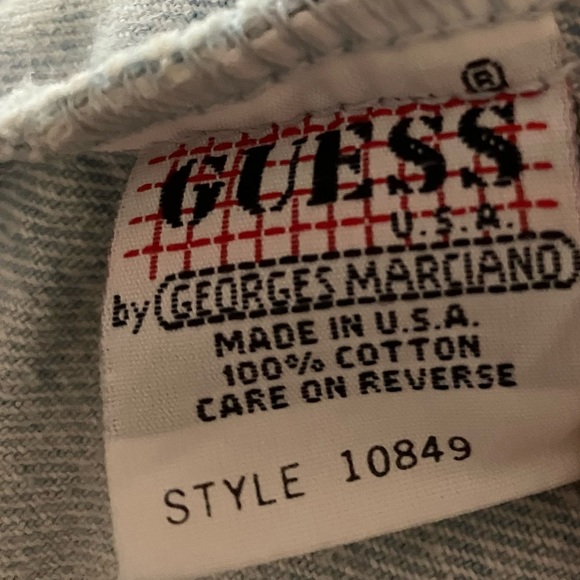 GUESS®
U.S.A.
by GEORGES MARCIANO
MADE IN U.S.A.
100% COTTON
CARE ON REVERSE
STYLE 10849